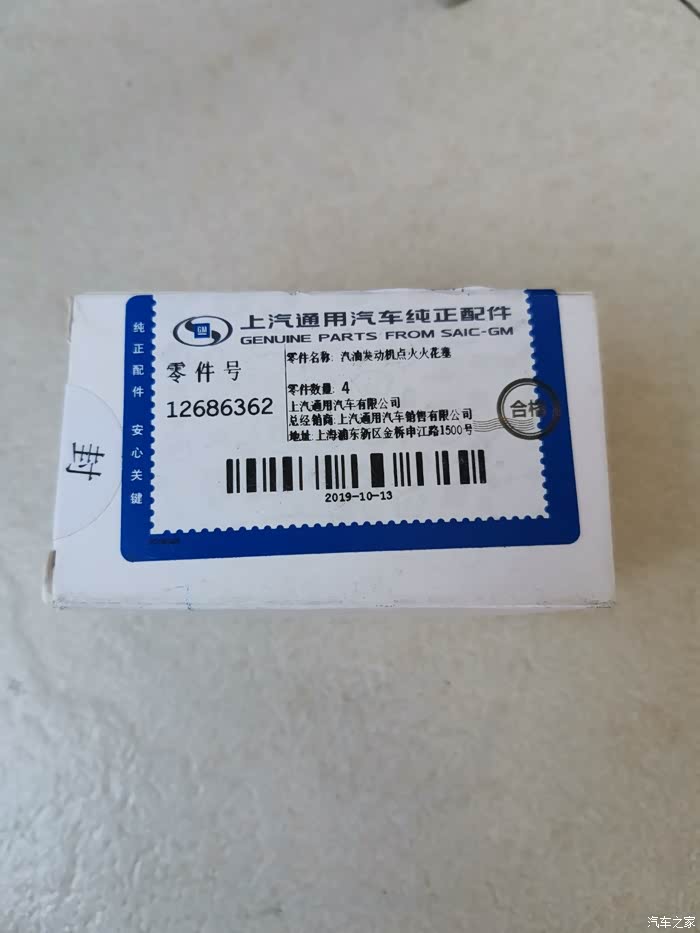 上汽通用汽车纯正配件
GENUINE PARTS FROM SAIC-GM
GM
零件号
12686362
零件名称: 汽油发动机点火火花塞
零件数量: 4
上汽通用汽车有限公司
总经销商:上汽通用汽车销售有限公司
地址:上海浦东新区金桥申江路1500号
合格
2019-10-13
纯正配件 安心关键
封
汽车之家